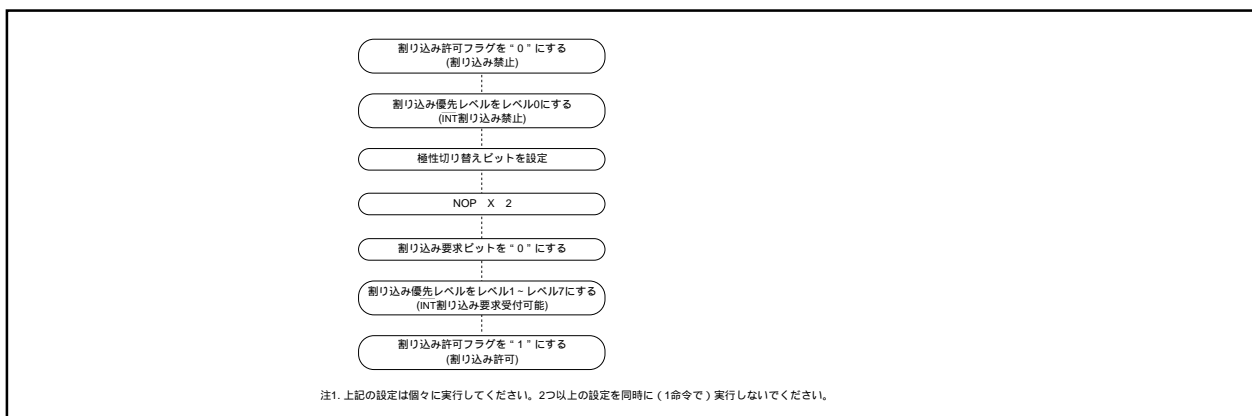 割り込み許可フラグを“0”にする
(割り込み禁止)
割り込み優先レベルをレベル0にする
(INT割り込み禁止)
極性切り替えビットを設定
NOP X 2
割り込み要求ビットを“0”にする
割り込み優先レベルをレベル1~レベル7にする
(INT割り込み要求受付可能)
割り込み許可フラグを“1”にする
(割り込み許可)
注1. 上記の設定は個々に実行してください。2つ以上の設定を同時に(1命令で)実行しないでください。